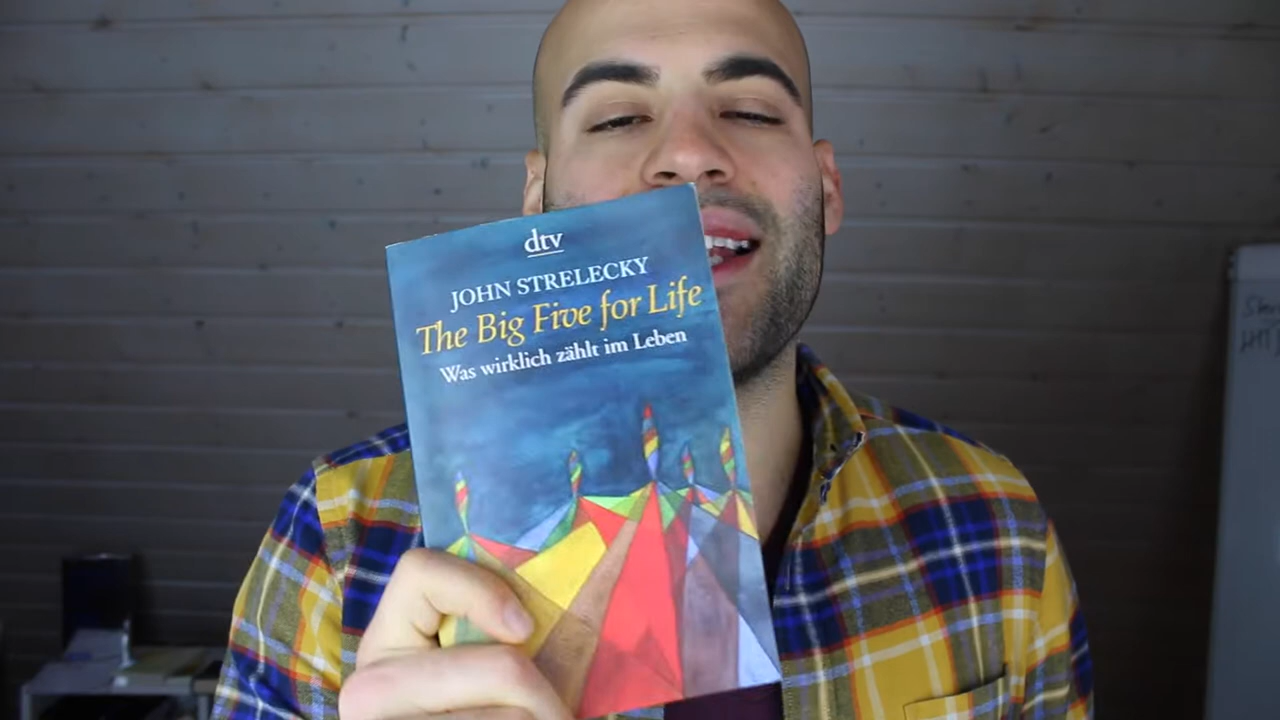 dtv
JOHN STRELECKY
The Big Five for Life
Was wirklich zählt im Leben